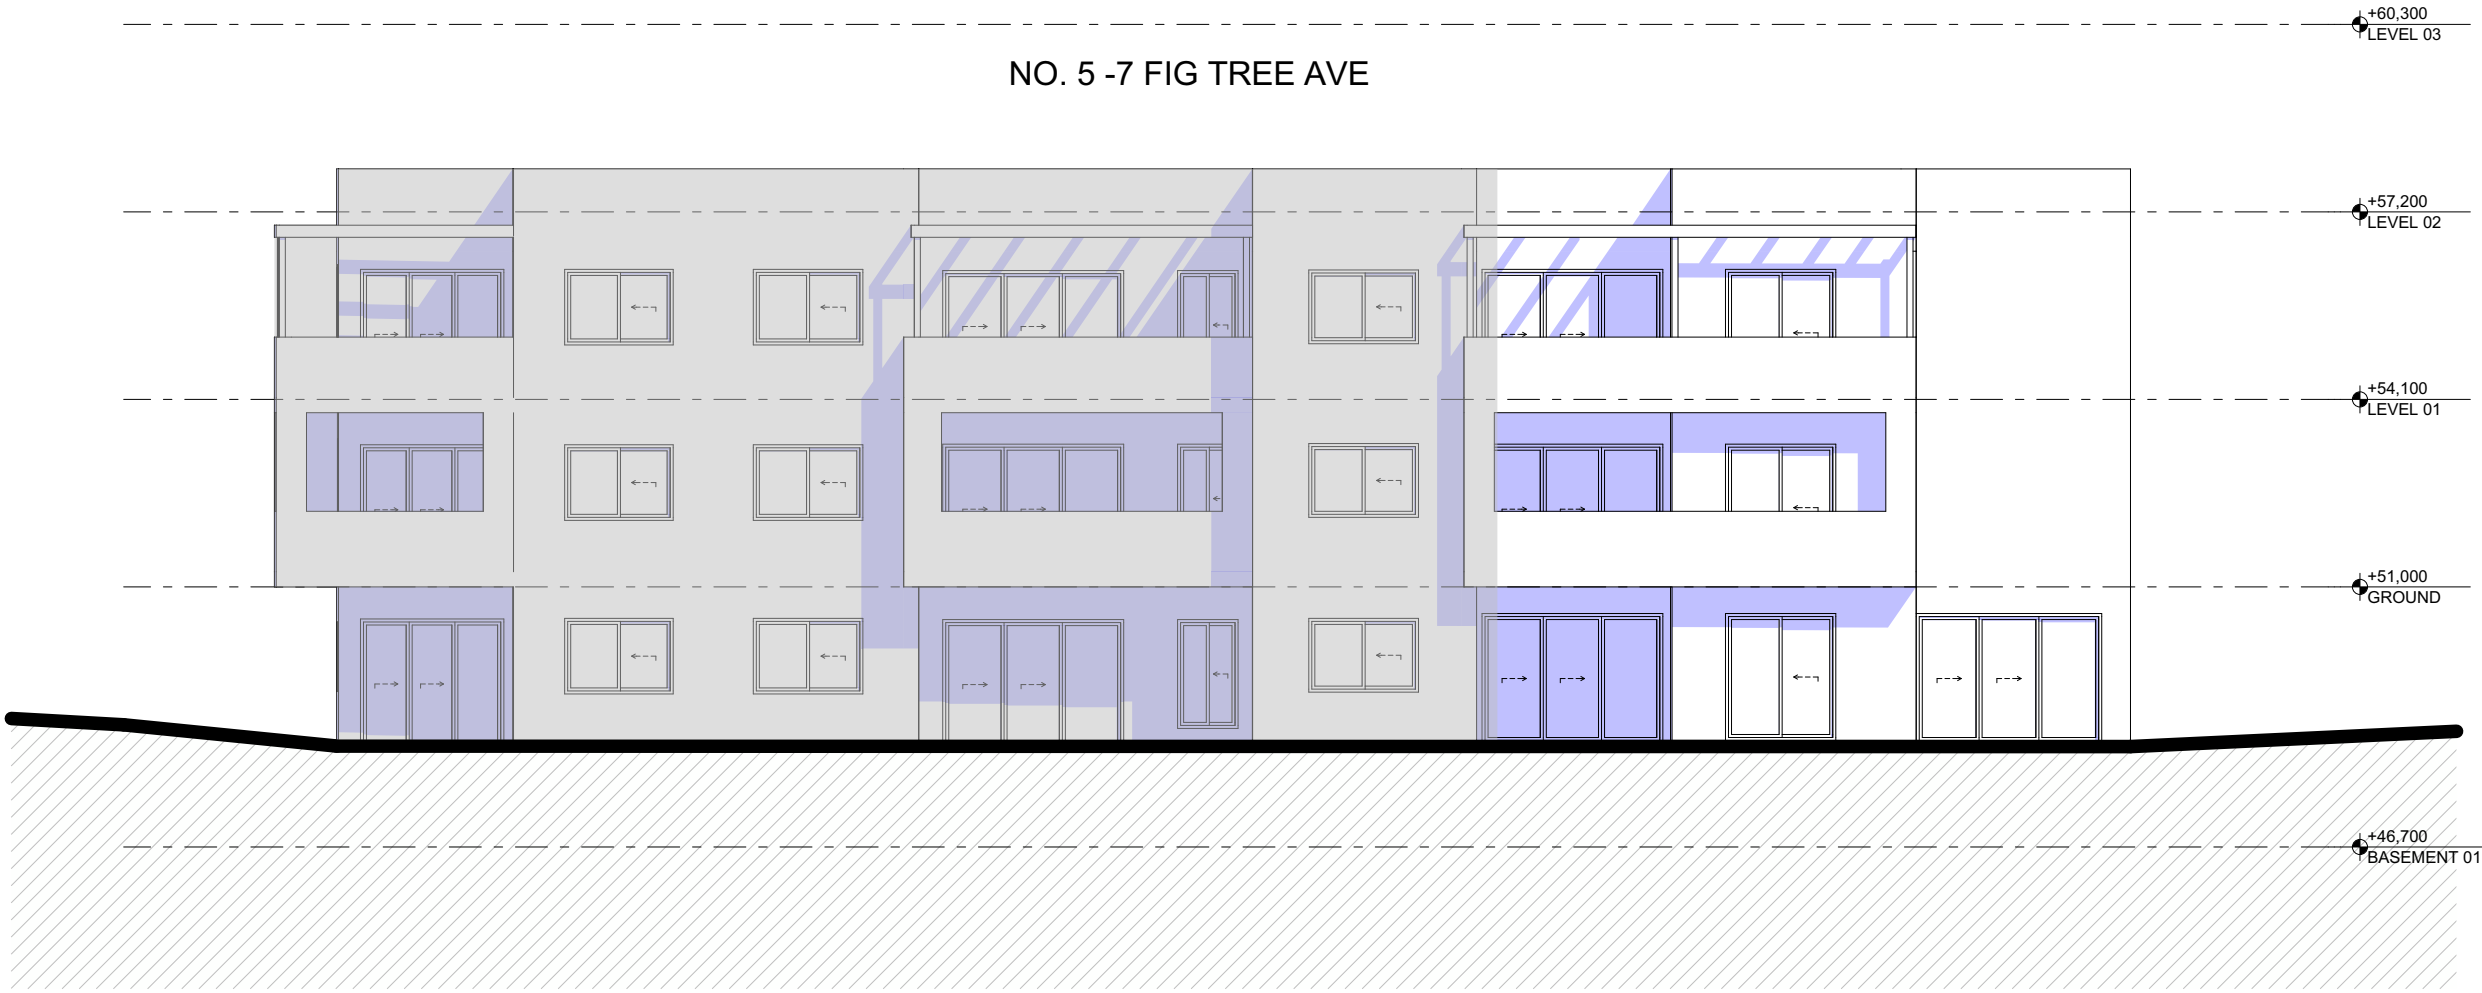 +60,300
LEVEL 03
NO. 5 -7 FIG TREE AVE
+57,200
LEVEL 02
+54,100
LEVEL 01
+51,000
GROUND
+46,700
BASEMENT 01